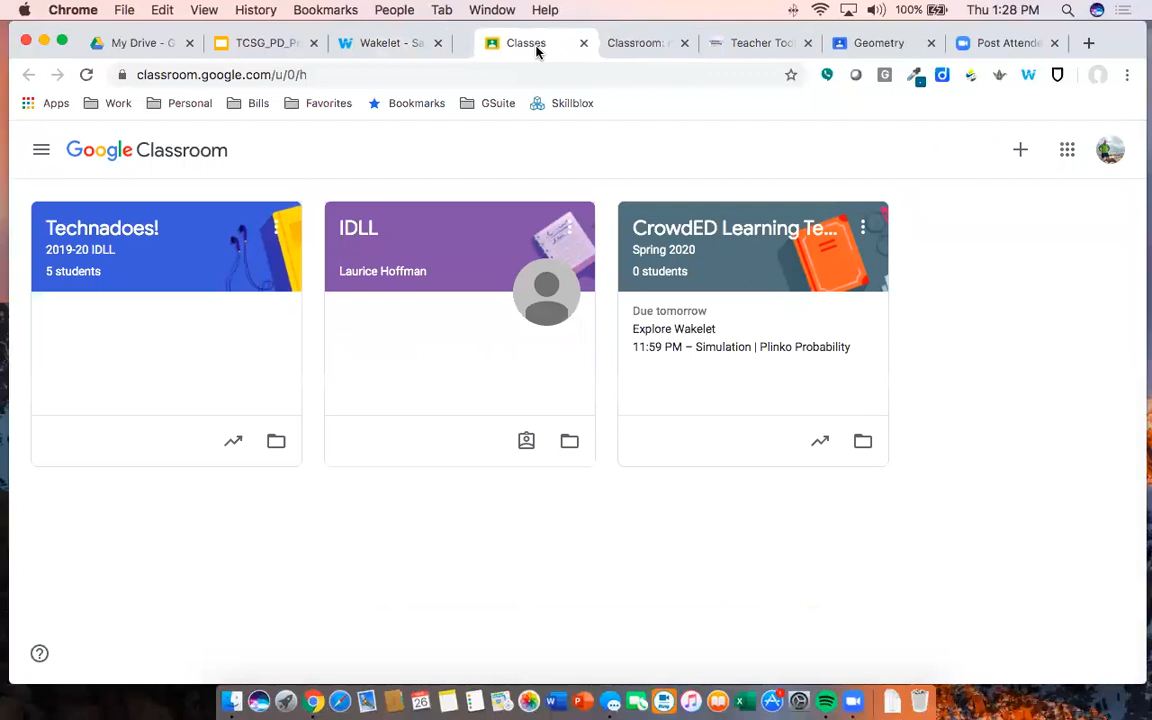 Chrome File Edit View History Bookmarks People Tab Window Help 100% Thu 1:28 PM
My Drive - G TCSG_PD_P Wakelet - Sa Classes Classroom: Teacher Tool Geometry Post Attende
classroom.google.com/u/0/h
Apps Work Personal Bills Favorites Bookmarks GSuite Skillblox
Google Classroom
Technadoes!
2019-20 IDLL
5 students
IDLL
Laurice Hoffman
CrowdED Learning Te...
Spring 2020
0 students
Due tomorrow
Explore Wakelet
11:59 PM – Simulation | Plinko Probability
26